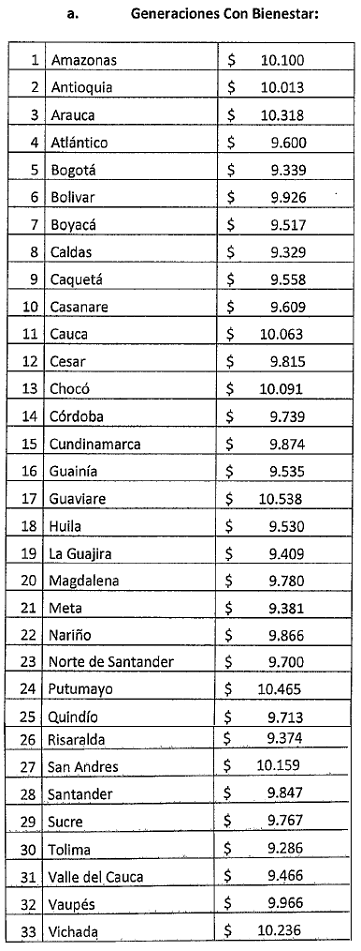 a. Generaciones Con Bienestar:
1 Amazonas $ 10.100
2 Antioquia $ 10.013
3 Arauca $ 10.318
4 Atlántico $ 9.600
5 Bogotá $ 9.339
6 Bolivar $ 9.926
7 Boyacá $ 9.517
8 Caldas $ 9.329
9 Caquetá $ 9.558
10 Casanare $ 9.609
11 Cauca $ 10.063
12 Cesar $ 9.815
13 Chocó $ 10.091
14 Córdoba $ 9.739
15 Cundinamarca $ 9.874
16 Guainía $ 9.535
17 Guaviare $ 10.538
18 Huila $ 9.530
19 La Guajira $ 9.409
20 Magdalena $ 9.780
21 Meta $ 9.381
22 Nariño $ 9.866
23 Norte de Santander $ 9.700
24 Putumayo $ 10.465
25 Quindío $ 9.713
26 Risaralda $ 9.374
27 San Andres $ 10.159
28 Santander $ 9.847
29 Sucre $ 9.767
30 Tolima $ 9.286
31 Valle del Cauca $ 9.466
32 Vaupés $ 9.966
33 Vichada $ 10.236